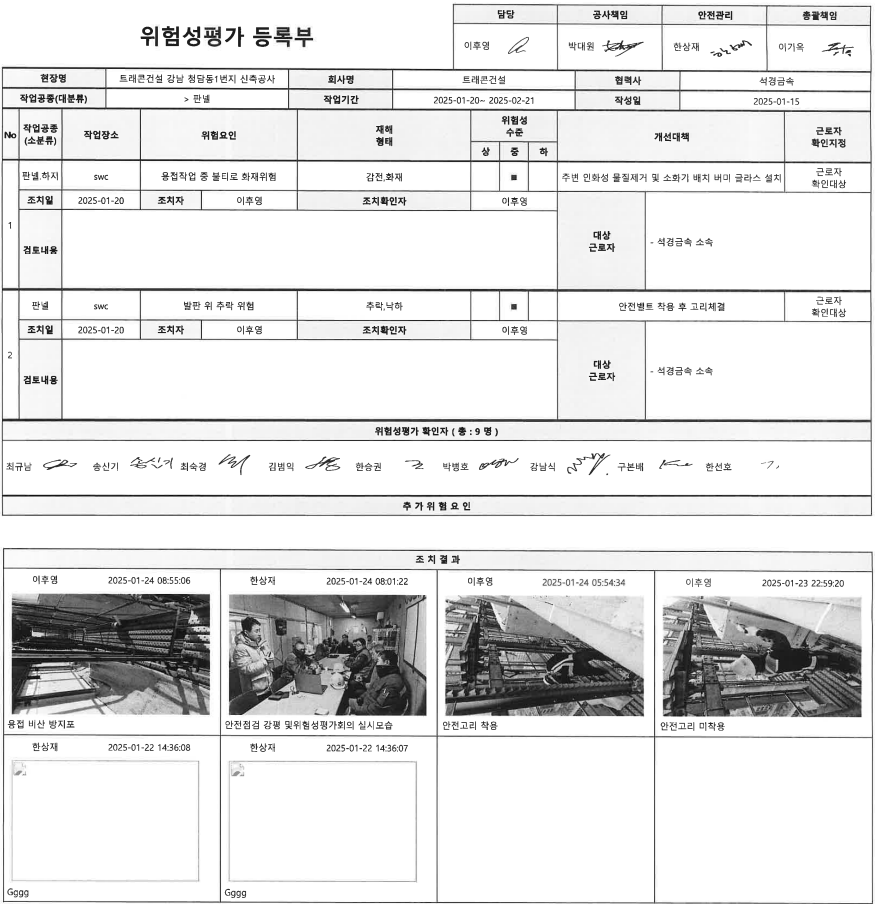 위험성평가 등록부
담당 공사책임 안전관리 총괄책임
이후영 박대원 한상재 이기옥
현장명 트래콘건설 강남 청담동1번지 신축공사 회사명 트래콘건설 협력사 석경금속
작업공종(대분류) > 판넬 작업기간 2025-01-20~ 2025-02-21 작성일 2025-01-15
No 작업공종 (소분류) 작업장소 위험요인 재해 형태 위험성 수준 개선대책 근로자 확인지정
상 중 하
판넬.하지 swc 용접작업 중 불티로 화재위험 감전,화재 ■ 주변 인화성 물질제거 및 소화기 배치 버미 글라스 설치 근로자 확인대상
조치일 2025-01-20 조치자 이후영 조치확인자 이후영
1 검토내용 대상 근로자 - 석경금속 소속
판넬 swc 발판 위 추락 위험 추락,낙하 ■ 안전밸트 착용 후 고리체결 근로자 확인대상
조치일 2025-01-20 조치자 이후영 조치확인자 이후영
2 검토내용 대상 근로자 - 석경금속 소속
위험성평가 확인자 ( 총 : 9 명 )
최규남 송신기 송신기 최숙경 김범익 한승권 박병호 강남식 구본배 한선호
추 가 위 험 요 인
조 치 결 과
이후영 2025-01-24 08:55:06 한상재 2025-01-24 08:01:22 이후영 2025-01-24 05:54:34 이후영 2025-01-23 22:59:20
용접 비산 방지포 안전점검 강평 및위험성평가회의 실시모습 안전고리 착용 안전고리 미착용
한상재 2025-01-22 14:36:08 한상재 2025-01-22 14:36:07
Gggg Gggg